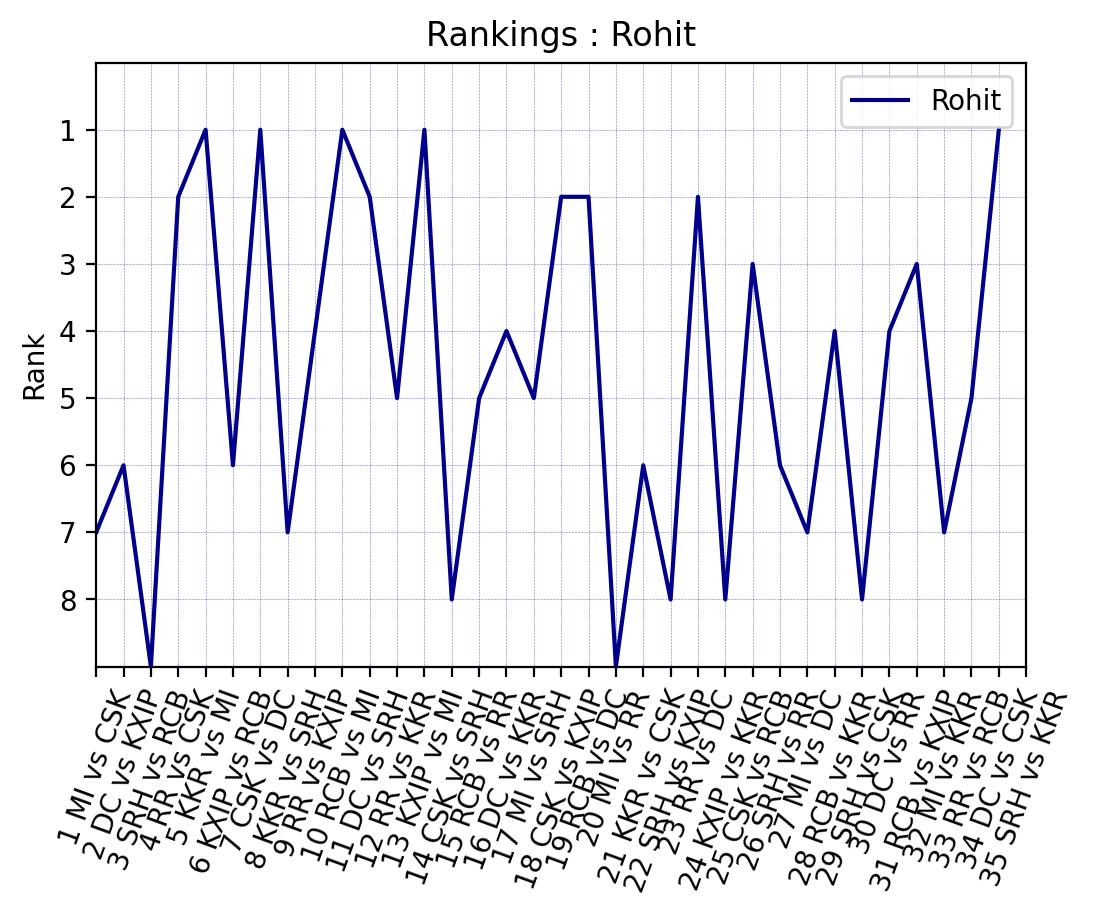 Rankings : Rohit
Rohit
Rank
1
2
3
4
5
6
7
8
1 MI vs CSK
2 DC vs KXIP
3 SRH vs RCB
4 RR vs CSK
5 KKR vs MI
6 KXIP vs RCB
7 CSK vs DC
8 KKR vs SRH
9 RR vs KXIP
10 RCB vs MI
11 DC vs SRH
12 RR vs KKR
13 KXIP vs MI
14 CSK vs SRH
15 RCB vs RR
16 DC vs KKR
17 MI vs SRH
18 CSK vs KXIP
19 RCB vs DC
20 MI vs RR
21 KKR vs CSK
22 SRH vs KXIP
23 RR vs DC
24 KXIP vs KKR
25 CSK vs RCB
26 SRH vs RR
27 MI vs DC
28 RCB vs KKR
29 SRH vs CSK
30 DC vs RR
31 RCB vs KXIP
32 MI vs KKR
33 RR vs RCB
34 DC vs CSK
35 SRH vs KKR